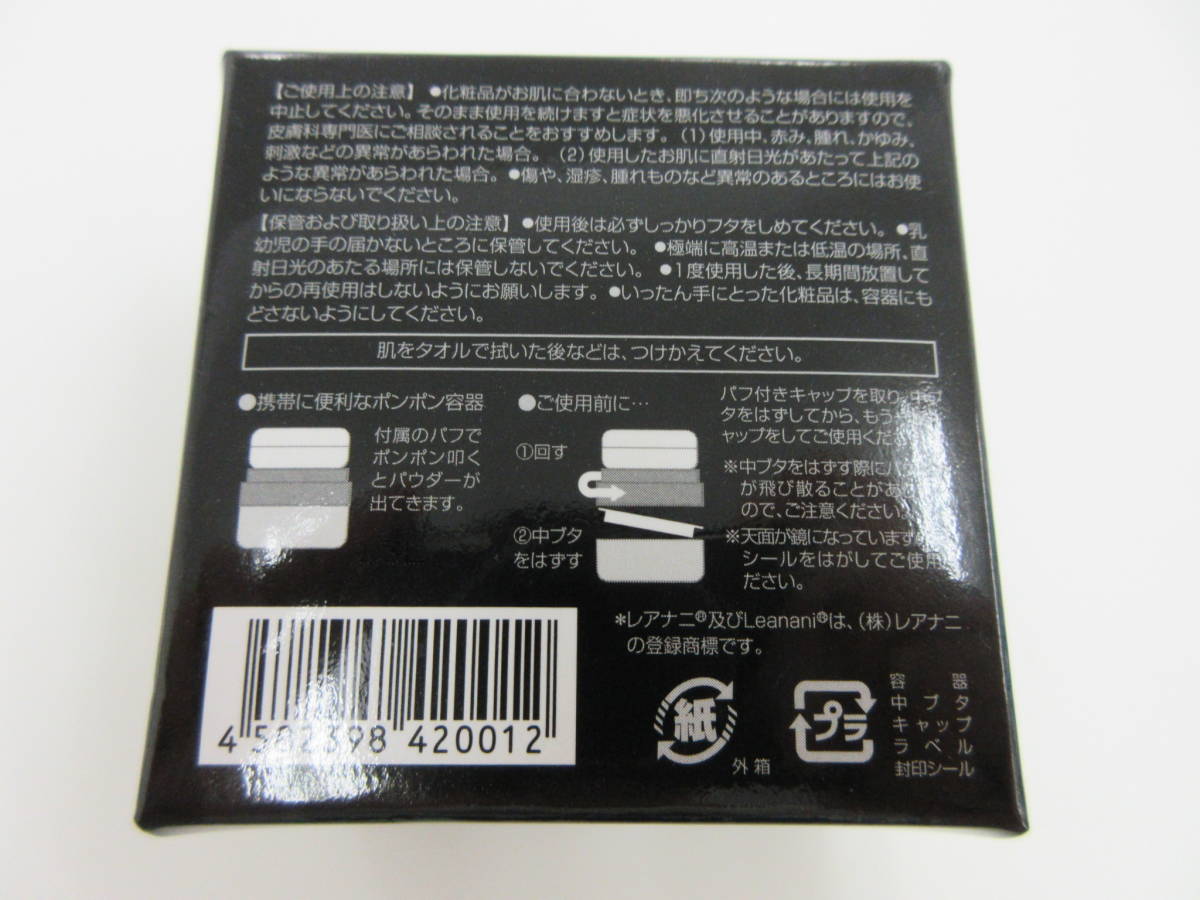 【ご使用上の注意】 ●化粧品がお肌に合わないとき、即ち次のような場合には使用を
中止してください。そのまま使用を続けますと症状を悪化させることがありますので、
皮膚科専門医にご相談されることをおすすめします。(1)使用中、赤み、腫れ、かゆみ、
刺激などの異常があらわれた場合。(2)使用したお肌に直射日光があたって上記の
ような異常があらわれた場合。●傷や、湿疹、腫れものなど異常のあるところにはお使
いにならないでください。
【保管および取り扱い上の注意】 ●使用後は必ずしっかりフタをしめてください。●乳
幼児の手の届かないところに保管してください。●極端に高温または低温の場所、直
射日光のあたる場所には保管しないでください。●1度使用した後、長期間放置して
からの再使用はしないようにお願いします。●いったん手にとった化粧品は、容器にも
どさないようにしてください。
肌をタオルで拭いた後などは、つけかえてください。
●携帯に便利なポンポン容器
付属のパフで
ポンポン叩く
とパウダーが
出てきます。
●ご使用前に…
①回す
②中ブタ
をはずす
パフ付きキャップを取り、中ブ
タをはずしてから、もう
ャップをしてご使用くだ
※中ブタをはずす際にパ
が飛び散ることがあ
ので、ご注意ください
※天面が鏡になっています
シールをはがしてご使用
ださい。
*レアナニ®及びLeanani®は、(株)レアナニ
の登録商標です。
4 582398 420012
紙
外箱
プラ
容器
中ブタ
キャップ
ラベル
封印シール